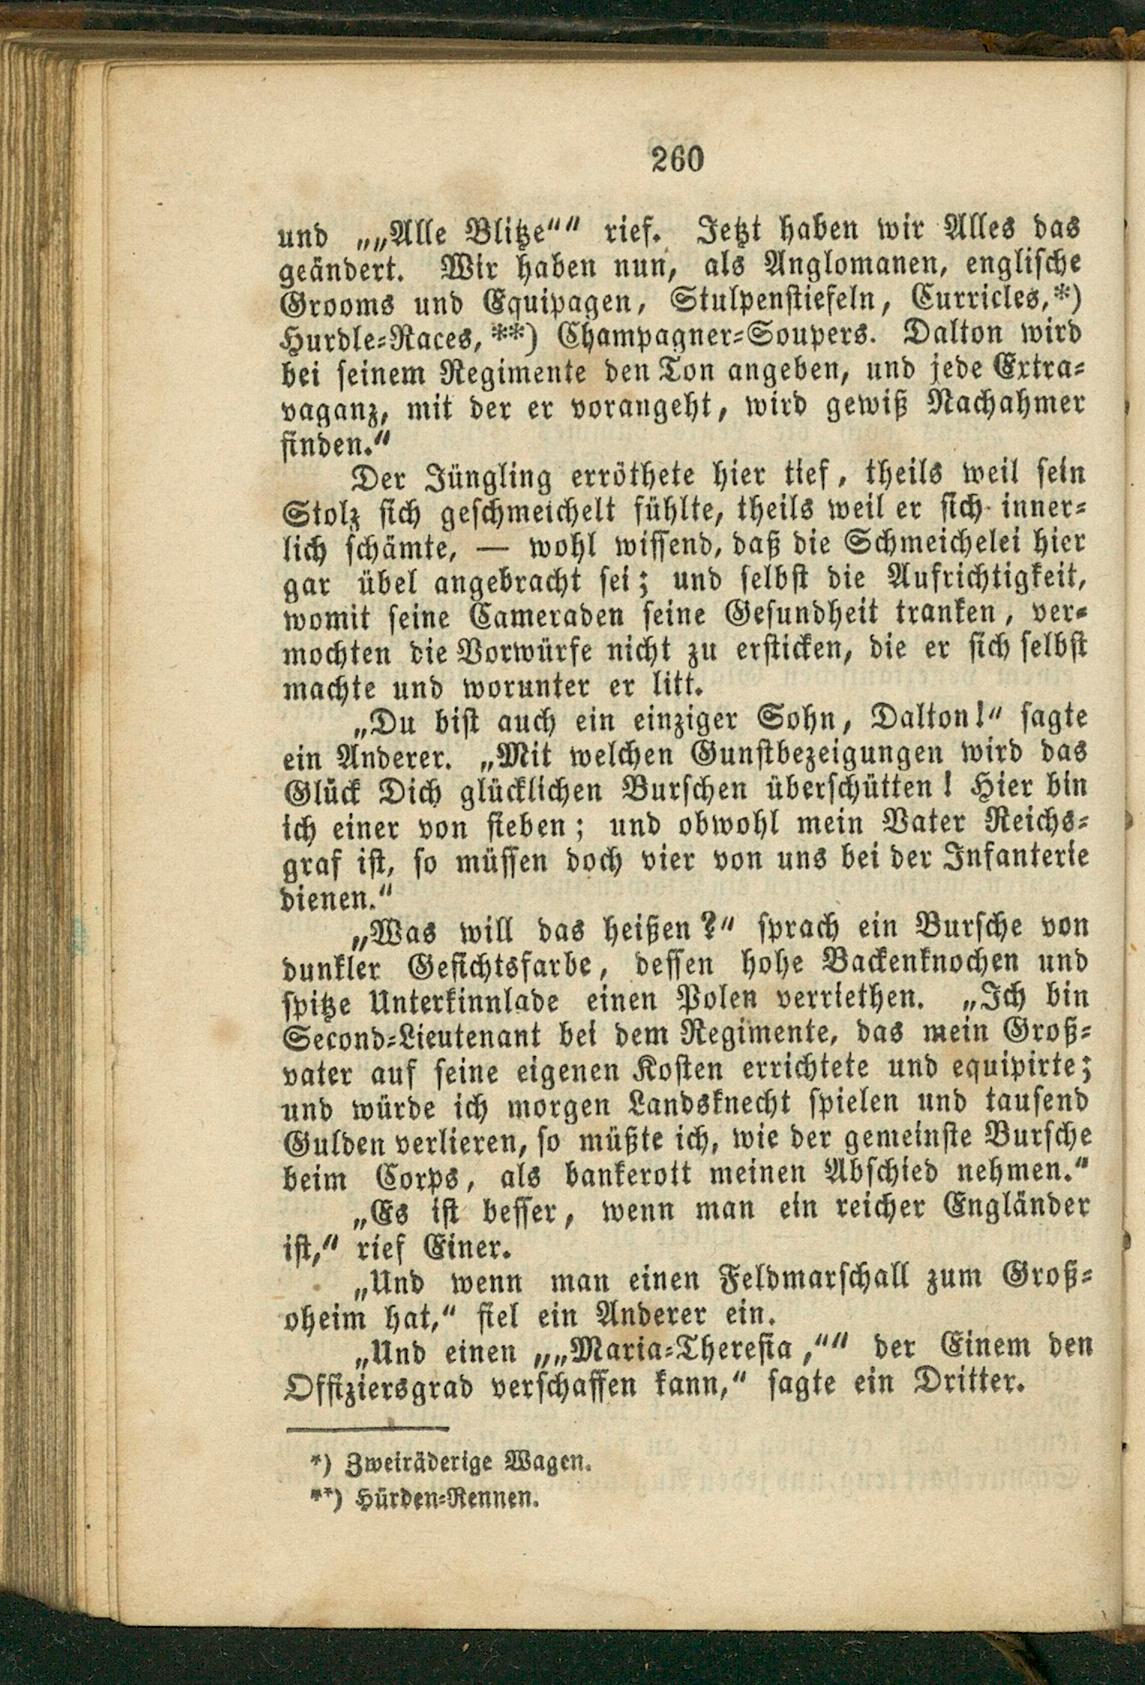 260
und „„Alle Blitze““ rief. Jetzt haben wir Alles das
geändert. Wir haben nun, als Anglomanen, englische
Grooms und Equipagen, Stulpenstiefeln, Curricles,*)
Hurdle-Races,**) Champagner-Soupers. Dalton wird
bei seinem Regimente den Ton angeben, und jede Extra-
vaganz, mit der er vorangeht, wird gewiß Nachahmer
finden.“
Der Jüngling erröthete hier tief, theils weil sein
Stolz sich geschmeichelt fühlte, theils weil er sich inner-
lich schämte, — wohl wissend, daß die Schmeichelei hier
gar übel angebracht sei; und selbst die Aufrichtigkeit,
womit seine Cameraden seine Gesundheit tranken, ver-
mochten die Vorwürfe nicht zu ersticken, die er sich selbst
machte und worunter er litt.
„Du bist auch ein einziger Sohn, Dalton!“ sagte
ein Anderer. „Mit welchen Gunstbezeigungen wird das
Glück Dich glücklichen Burschen überschütten! Hier bin
ich einer von sieben; und obwohl mein Vater Reichs-
graf ist, so müssen doch vier von uns bei der Infanterie
dienen.“
„Was will das heißen?“ sprach ein Bursche von
dunkler Gesichtsfarbe, dessen hohe Backenknochen und
spitze Unterkinnlade einen Polen verriethen. „Ich bin
Second-Lieutenant bei dem Regimente, das mein Groß-
vater auf seine eigenen Kosten errichtete und equipirte;
und würde ich morgen Landsknecht spielen und tausend
Gulden verlieren, so müßte ich, wie der gemeinste Bursche
beim Corps, als bankerott meinen Abschied nehmen.“
„Es ist besser, wenn man ein reicher Engländer
ist,“ rief Einer.
„Und wenn man einen Feldmarschall zum Groß-
oheim hat,“ fiel ein Anderer ein.
„Und einen „„Maria-Theresia,““ der Einem den
Offiziersgrad verschaffen kann,“ sagte ein Dritter.
*) Zweiräderige Wagen.
**) Hürden-Rennen.